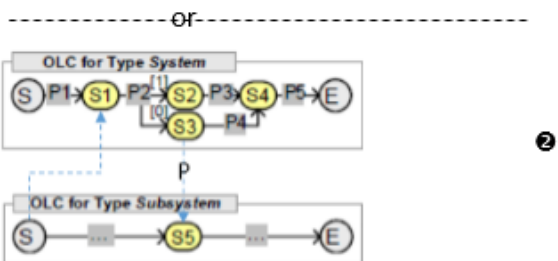 or
OLC for Type System
S P1 S1 P2 [1] S2 P3 S4 P5 E
[0] S3 P4
❷
P
OLC for Type Subsystem
S ... S5 ... E